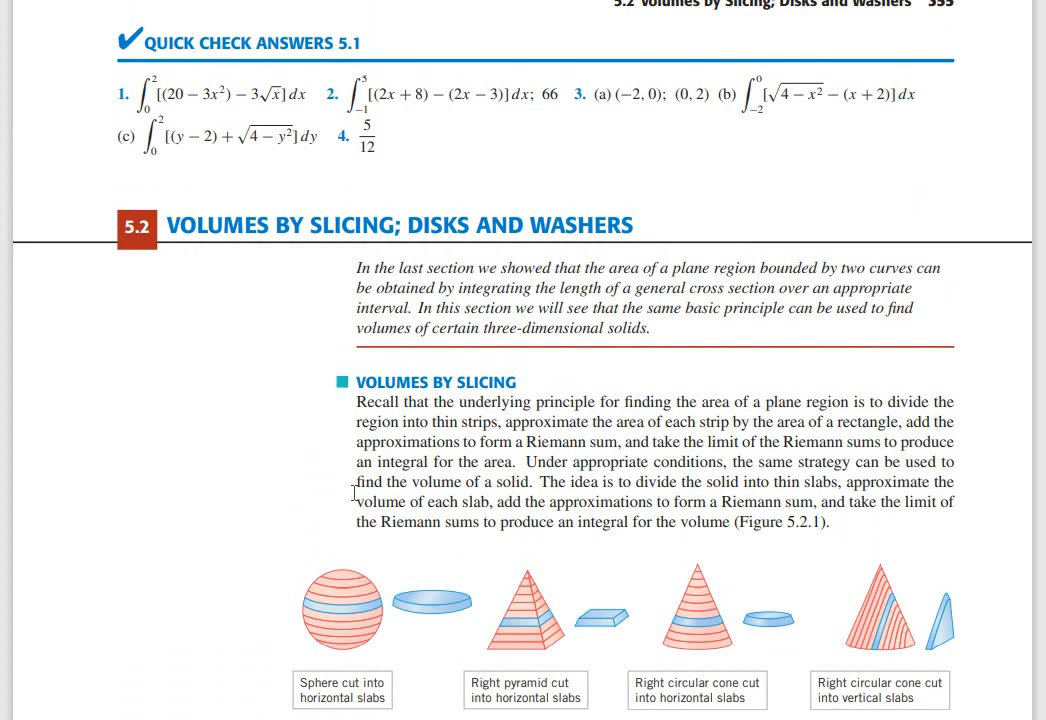 5.2 Volumes by Slicing; Disks and Washers 355
✔QUICK CHECK ANSWERS 5.1
1. ∫₀² [(20 − 3x²) − 3√x] dx 2. ∫₋₁⁵ [(2x + 8) − (2x − 3)] dx; 66 3. (a) (−2, 0); (0, 2) (b) ∫₋₂⁰ [√(4 − x²) − (x + 2)] dx
(c) ∫₀² [(y − 2) + √(4 − y²)] dy 4. 5/12
5.2 VOLUMES BY SLICING; DISKS AND WASHERS
In the last section we showed that the area of a plane region bounded by two curves can
be obtained by integrating the length of a general cross section over an appropriate
interval. In this section we will see that the same basic principle can be used to find
volumes of certain three-dimensional solids.
VOLUMES BY SLICING
Recall that the underlying principle for finding the area of a plane region is to divide the
region into thin strips, approximate the area of each strip by the area of a rectangle, add the
approximations to form a Riemann sum, and take the limit of the Riemann sums to produce
an integral for the area. Under appropriate conditions, the same strategy can be used to
find the volume of a solid. The idea is to divide the solid into thin slabs, approximate the
volume of each slab, add the approximations to form a Riemann sum, and take the limit of
the Riemann sums to produce an integral for the volume (Figure 5.2.1).
Sphere cut into
horizontal slabs
Right pyramid cut
into horizontal slabs
Right circular cone cut
into horizontal slabs
Right circular cone cut
into vertical slabs